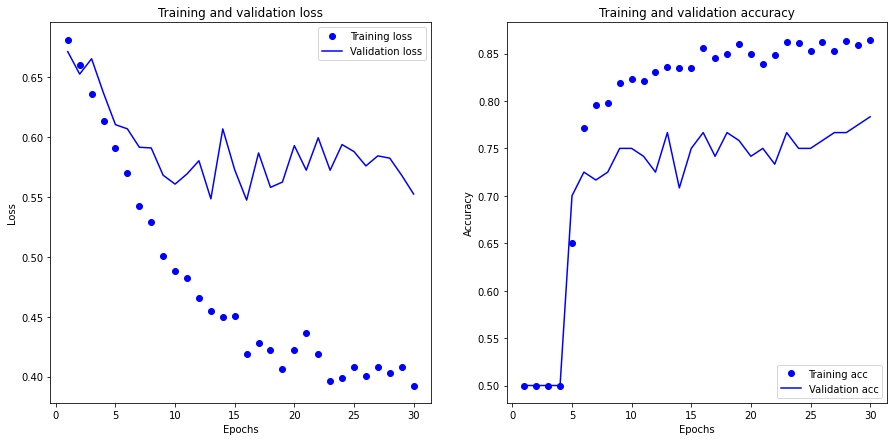 Training and validation loss
Training loss
Validation loss
0.65
0.60
0.55
0.50
0.45
0.40
Loss
0 5 10 15 20 25 30
Epochs
Training and validation accuracy
0.85
0.80
0.75
0.70
0.65
0.60
0.55
0.50
Accuracy
Training acc
Validation acc
0 5 10 15 20 25 30
Epochs